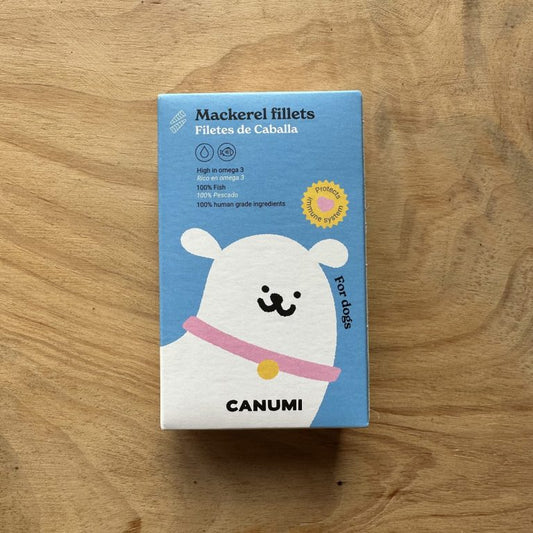 Mackerel fillets
Filetes de Caballa
High in omega 3
Rico en omega 3
100% Fish
100% Pescado
100% human grade ingredients
Protects
immune system
For dogs
CANUMI